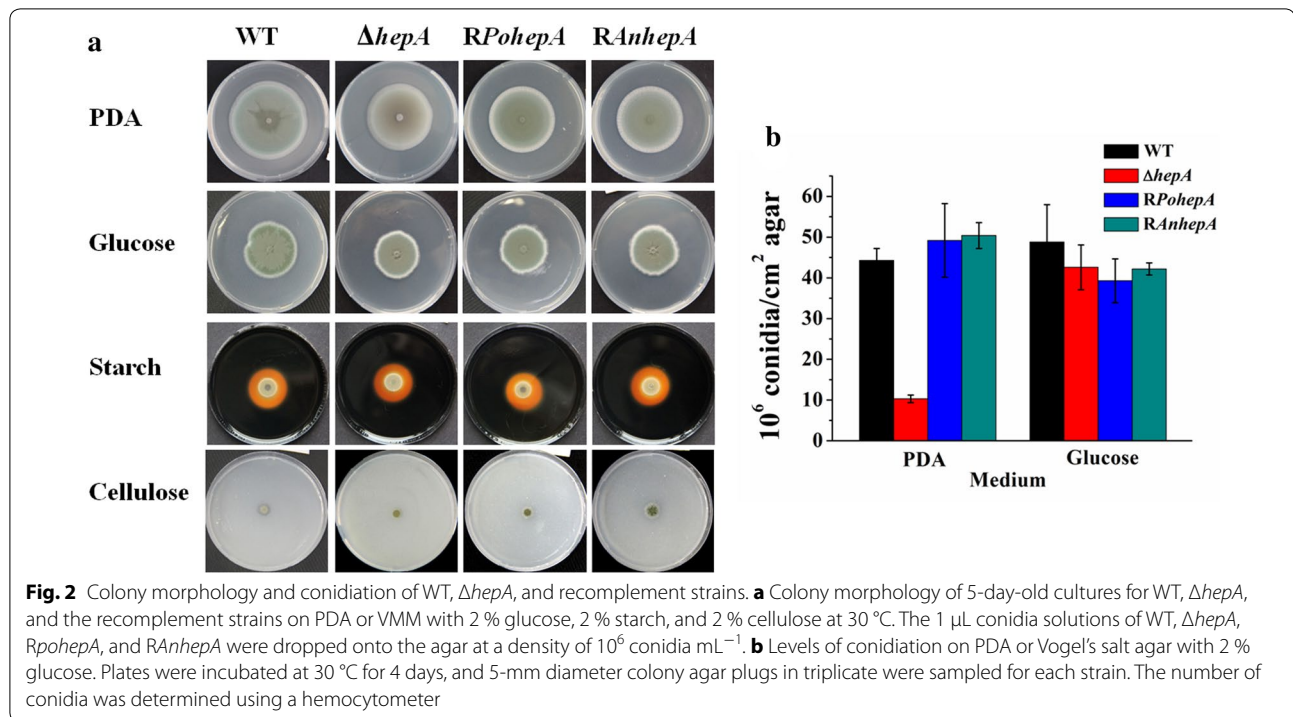 a
WT ΔhepA RPohepA RAnhepA
PDA
Glucose
Starch
Cellulose
b
WT
ΔhepA
RPohepA
RAnhepA
10⁶ conidia/cm² agar
60
50
40
30
20
10
0
PDA Glucose
Medium
Fig. 2 Colony morphology and conidiation of WT, ΔhepA, and recomplement strains. a Colony morphology of 5-day-old cultures for WT, ΔhepA,
and the recomplement strains on PDA or VMM with 2 % glucose, 2 % starch, and 2 % cellulose at 30 °C. The 1 μL conidia solutions of WT, ΔhepA,
RpohepA, and RAnhepA were dropped onto the agar at a density of 10⁶ conidia mL⁻¹. b Levels of conidiation on PDA or Vogel's salt agar with 2 %
glucose. Plates were incubated at 30 °C for 4 days, and 5-mm diameter colony agar plugs in triplicate were sampled for each strain. The number of
conidia was determined using a hemocytometer